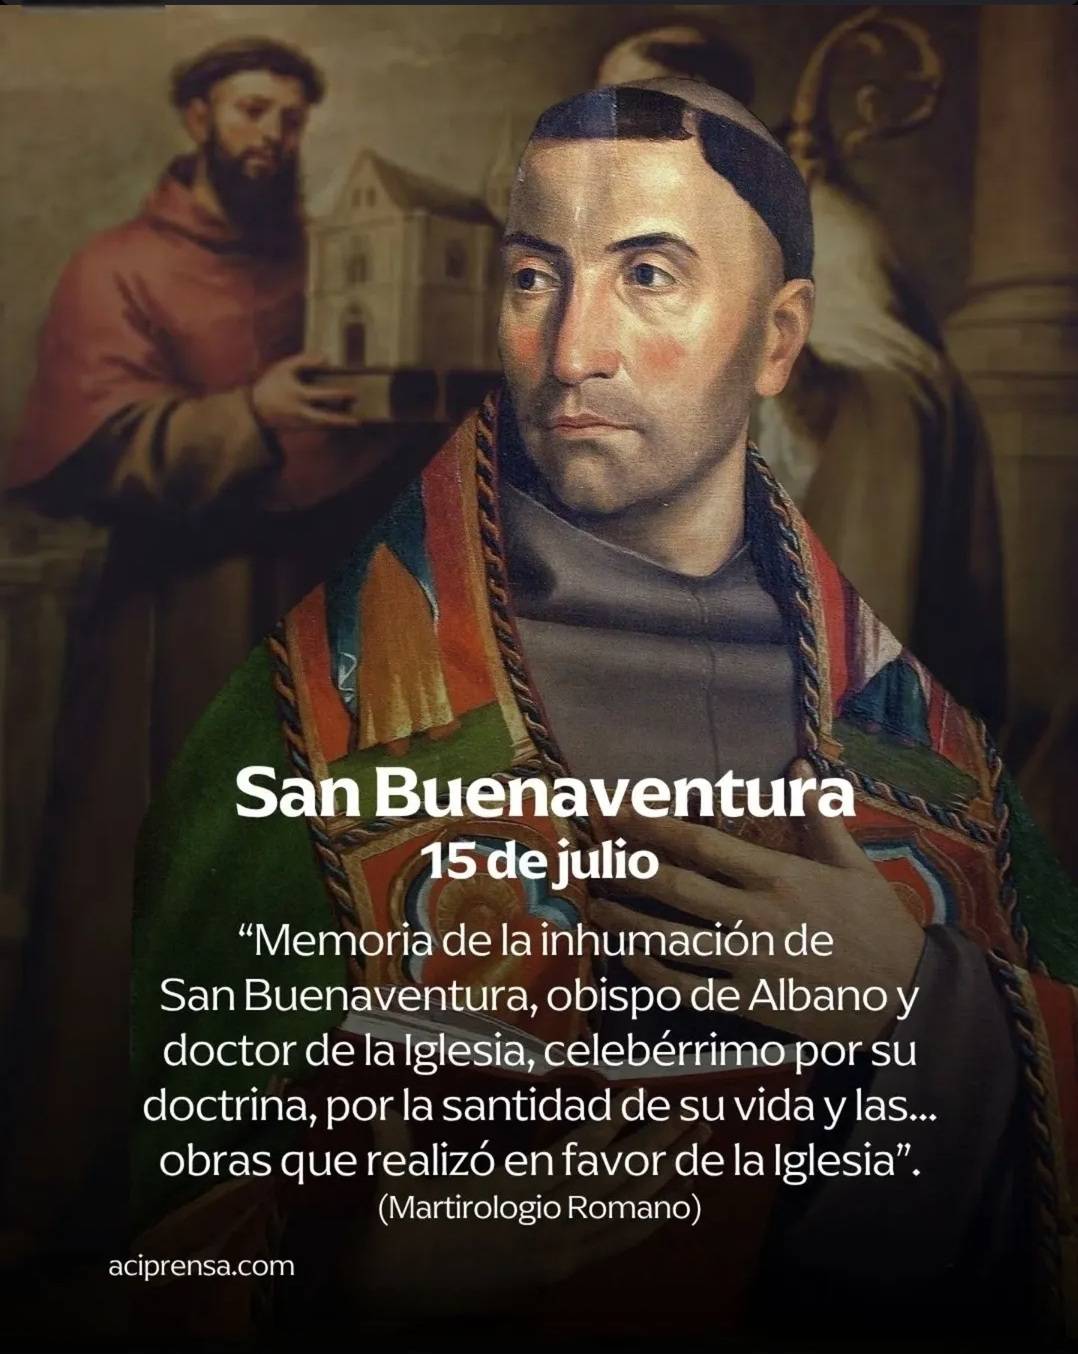 San Buenaventura
15 de julio
“Memoria de la inhumación de
San Buenaventura, obispo de Albano y
doctor de la Iglesia, celebérrimo por su
doctrina, por la santidad de su vida y las...
obras que realizó en favor de la Iglesia”.
(Martirologio Romano)
aciprensa.com